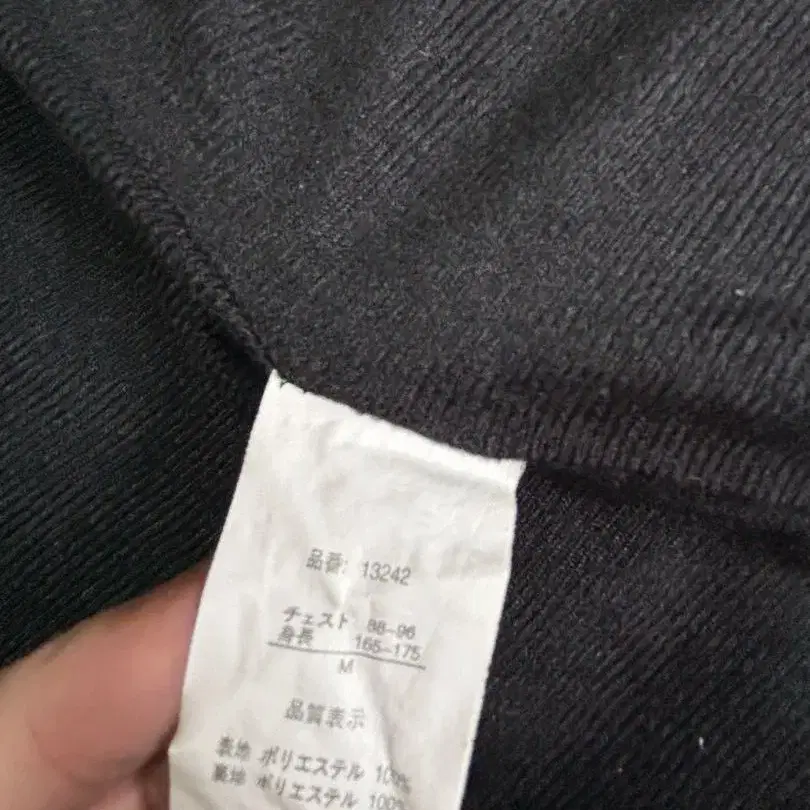 品番: 13242
チェスト 88-96
身長 165-175
M
品質表示
表地 ポリエステル 100%
裏地 ポリエステル 100%